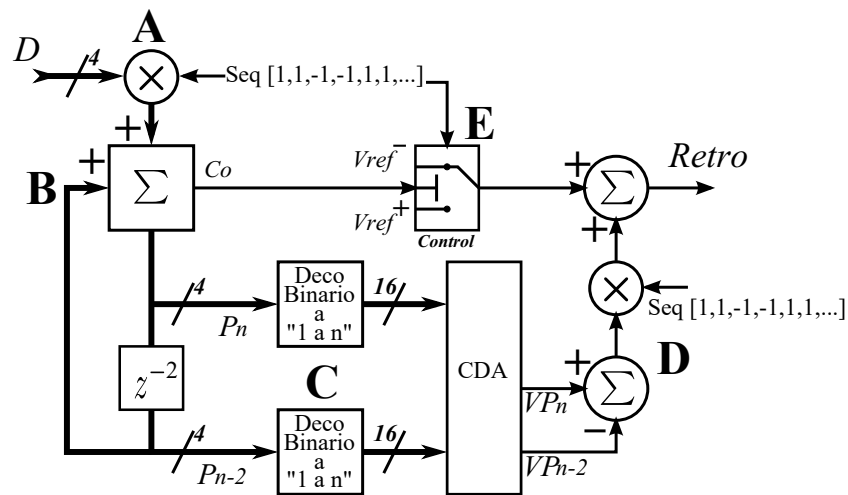 A
D
4
×
Seq [1,1,-1,-1,1,1,...]
+
+
B
Σ
Co
E
Vref-
Vref+
Control
+
Σ
+
Retro
×
Seq [1,1,-1,-1,1,1,...]
4
Pn
Deco
Binario
a
"1 a n"
16
CDA
z-2
C
VPn
+
Σ
-
D
4
Pn-2
Deco
Binario
a
"1 a n"
16
VPn-2